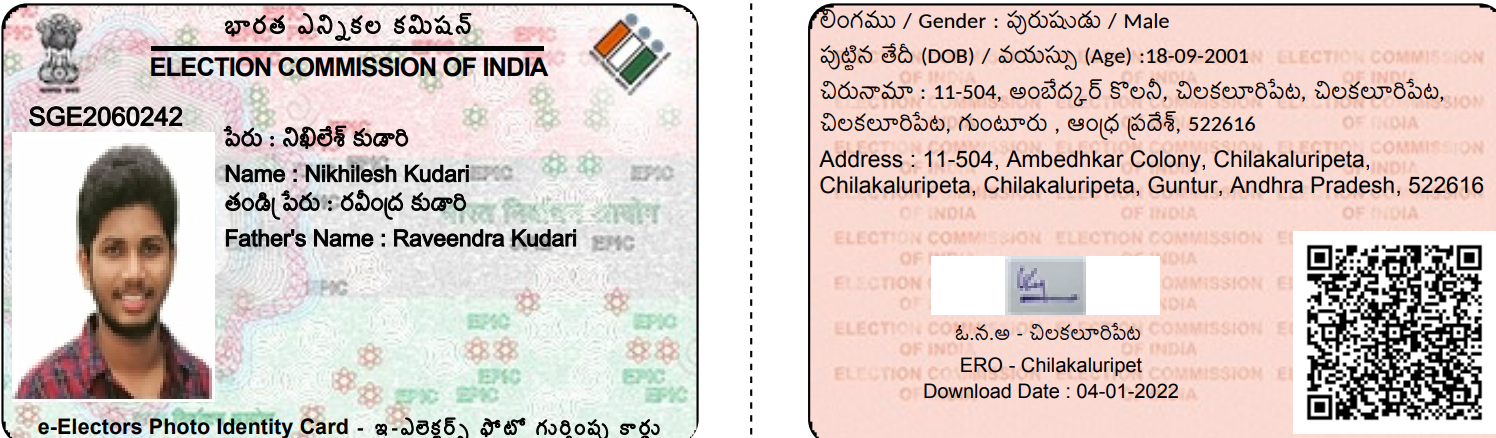 భారత ఎన్నికల కమిషన్
ELECTION COMMISSION OF INDIA
SGE2060242
పేరు : నిఖిలేశ్ కుడారి
Name : Nikhilesh Kudari
తండ్రి పేరు : రవీంద్ర కుడారి
Father's Name : Raveendra Kudari
e-Electors Photo Identity Card - ఇ-ఎలెక్టర్స్ ఫోటో గుర్తింపు కార్డు
లింగము / Gender : పురుషుడు / Male
పుట్టిన తేదీ (DOB) / వయస్సు (Age) :18-09-2001
చిరునామా : 11-504, అంబేద్కర్ కొలనీ, చిలకలూరిపేట, చిలకలూరిపేట,
చిలకలూరిపేట, గుంటూరు , ఆంధ్ర ప్రదేశ్, 522616
Address : 11-504, Ambedhkar Colony, Chilakaluripeta,
Chilakaluripeta, Chilakaluripeta, Guntur, Andhra Pradesh, 522616
ఓ.న.అ - చిలకలూరిపేట
ERO - Chilakaluripet
Download Date : 04-01-2022